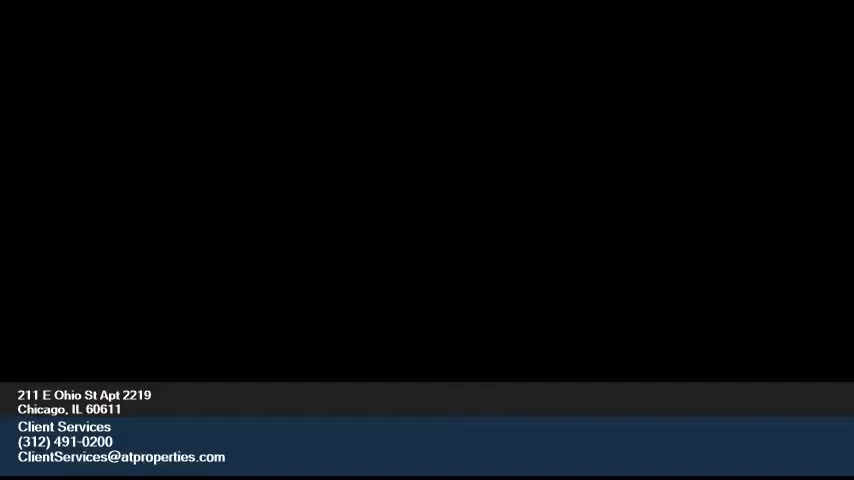 211 E Ohio St Apt 2219
Chicago, IL 60611
Client Services
(312) 491-0200
ClientServices@atproperties.com